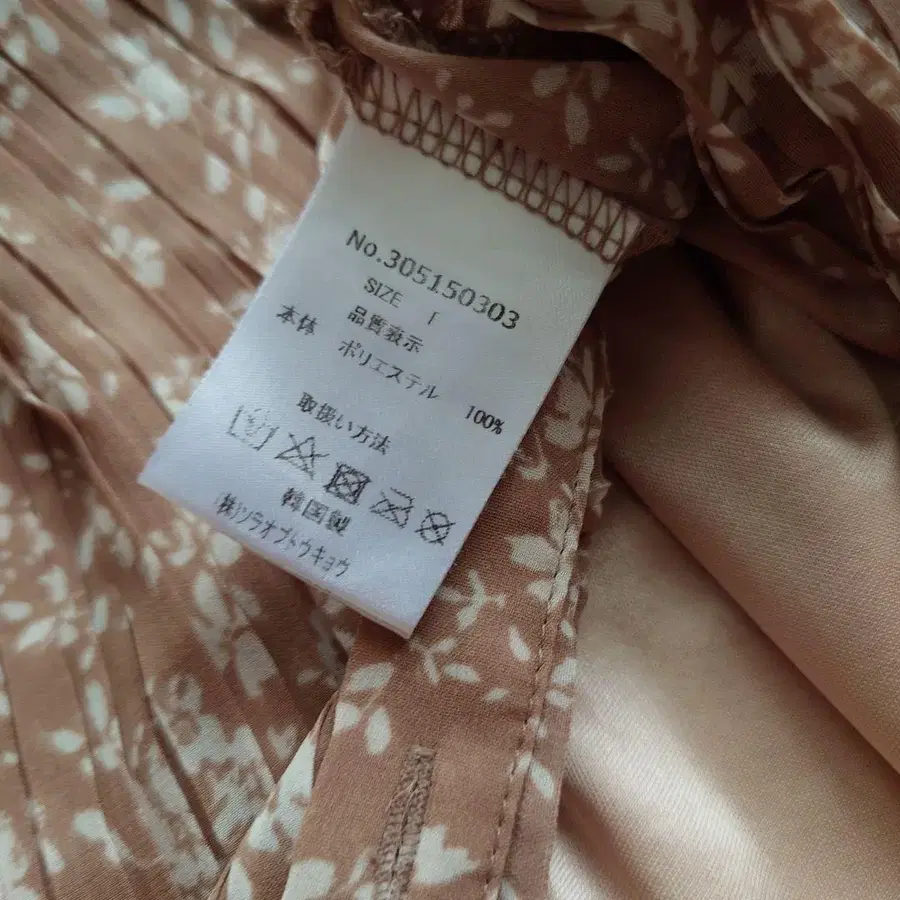 No.305150303
SIZE F
品質表示
本体 ポリエステル 100%
取扱い方法
韓国製
(株)ソラオブトウキョウ